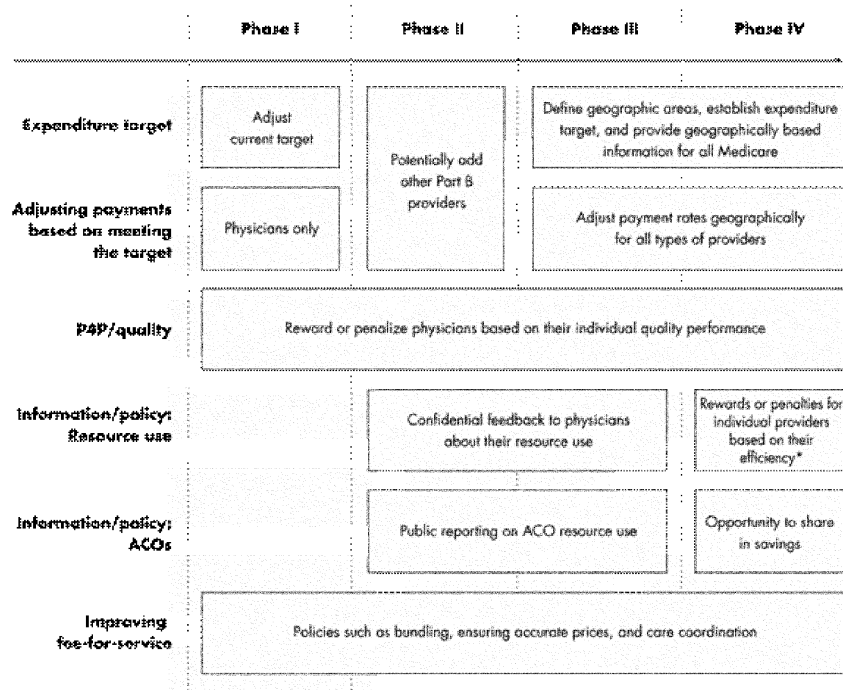 Phase I Phase II Phase III Phase IV
Expenditure target
Adjust
current target
Potentially add
other Part B
providers
Define geographic areas, establish expenditure
target, and provide geographically based
information for all Medicare
Adjusting payments
based on meeting
the target
Physicians only
Adjust payment rates geographically
for all types of providers
P4P/quality
Reward or penalize physicians based on their individual quality performance
Information/policy:
Resource use
Confidential feedback to physicians
about their resource use
Rewards or penalties for
individual providers
based on their
efficiency*
Information/policy:
ACOs
Public reporting on ACO resource use
Opportunity to share
in savings
Improving
fee-for-service
Policies such as bundling, ensuring accurate prices, and care coordination